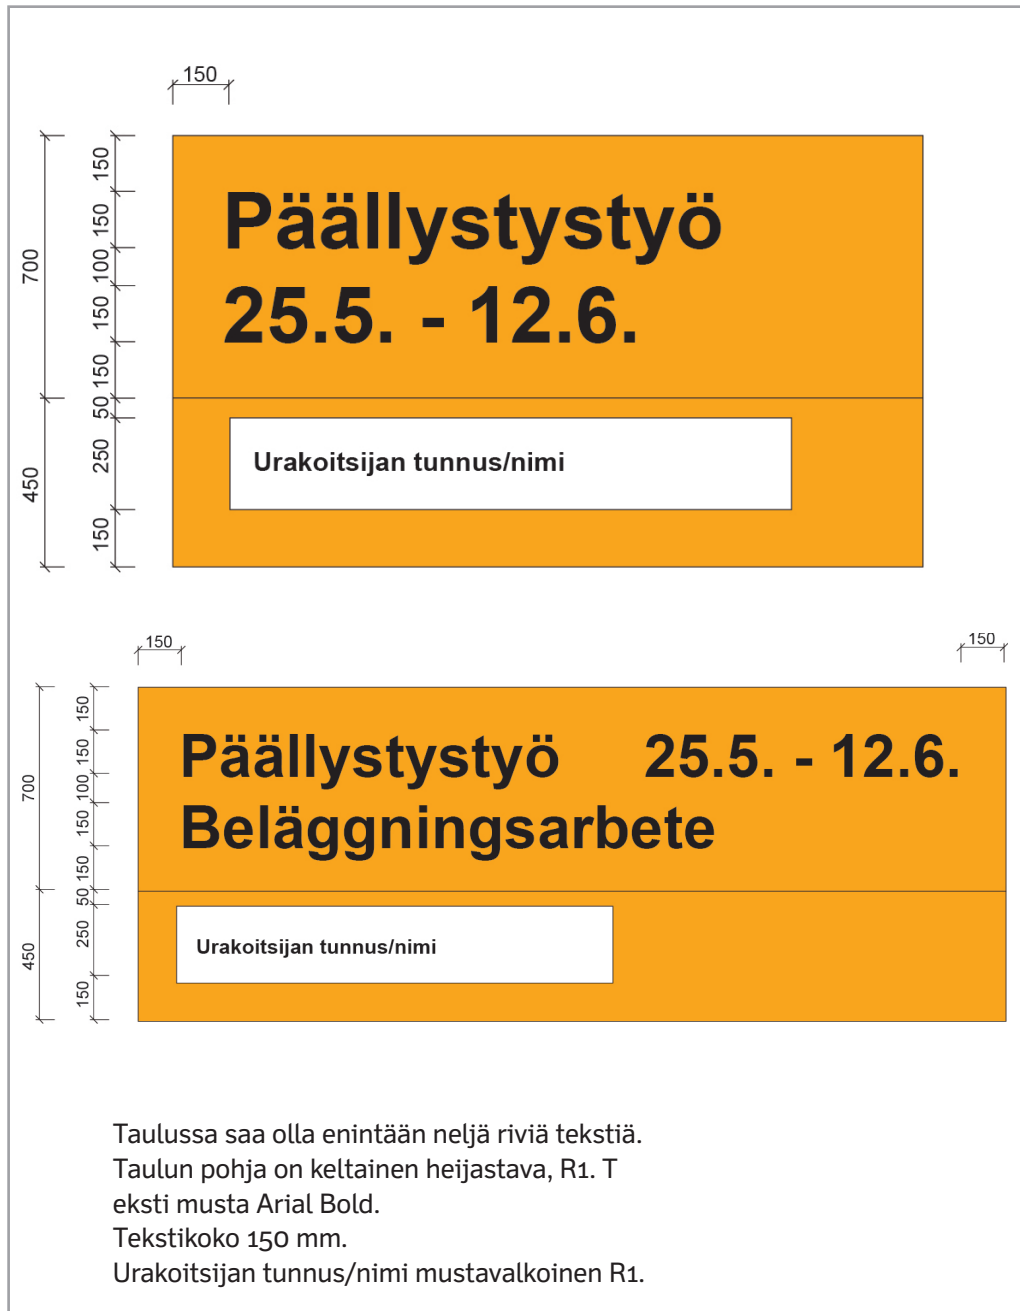 150
700
150
150
100
150
150
Päällystystyö
25.5. - 12.6.
450
50
250
150
Urakoitsijan tunnus/nimi
150
150
700
150
150
100
150
150
Päällystystyö 25.5. - 12.6.
Beläggningsarbete
450
50
250
150
Urakoitsijan tunnus/nimi
Taulussa saa olla enintään neljä riviä tekstiä.
Taulun pohja on keltainen heijastava, R1. T
eksti musta Arial Bold.
Tekstikoko 150 mm.
Urakoitsijan tunnus/nimi mustavalkoinen R1.